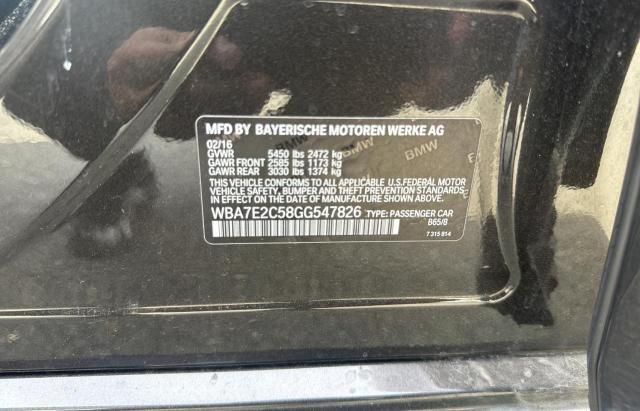 MFD BY BAYERISCHE MOTOREN WERKE AG
02/16
GVWR 5450 lbs 2472 kg
GAWR FRONT 2585 lbs 1173 kg
GAWR REAR 3030 lbs 1374 kg
THIS VEHICLE CONFORMS TO ALL APPLICABLE U.S.FEDERAL MOTOR
VEHICLE SAFETY, BUMPER AND THEFT PREVENTION STANDARDS IN
EFFECT ON THE DATE OF MANUFACTURE SHOWN ABOVE.
WBA7E2C58GG547826 TYPE: PASSENGER CAR
B65/8
7 315 814
BMW
BMW